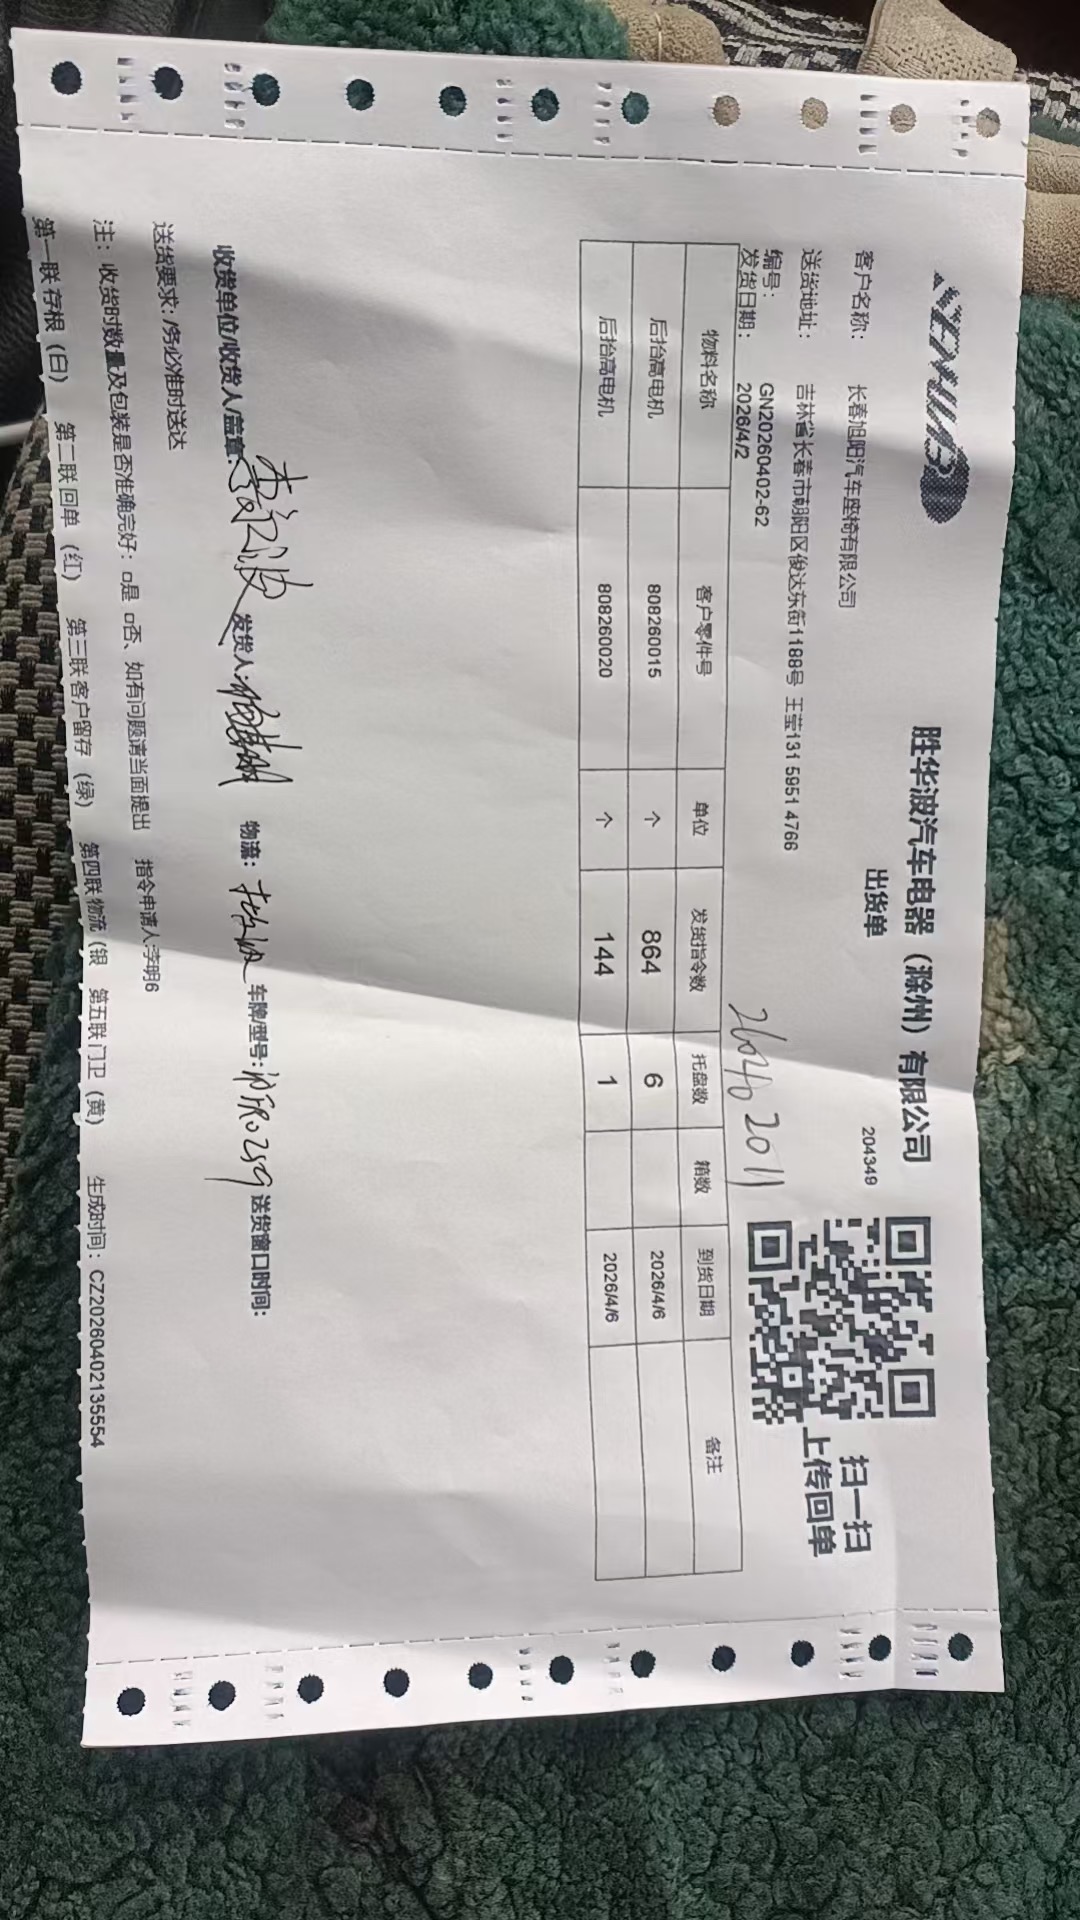 SHB
胜华波汽车电器（滁州）有限公司
出货单
204349
扫一扫
上传回单
客户名称： 长春旭阳汽车座椅有限公司
送货地址： 吉林省长春市朝阳区俊达东街1188号 王莹131 5951 4766
编号： GN20260402-62
发货日期： 2026/4/2
2604020 11
物料名称 客户零件号 单位 发货指令数 托盘数 箱数 到货日期 备注
后抬高电机 808260015 个 864 6 2026/4/6
后抬高电机 808260020 个 144 1 2026/4/6
收货单位/收货人/盖章： 发货人： 物流： 车牌/型号： 送货窗口时间：
送货要求：/务必准时送达
注：收货时数量及包装是否准确完好：□是 □否、如有问题请当面提出 指令申请人:李明6
第一联 存根（白） 第二联 回单（红） 第三联 客户留存（绿） 第四联 物流（银 第五联 门卫（黄） 生成时间：CZ20260402135554